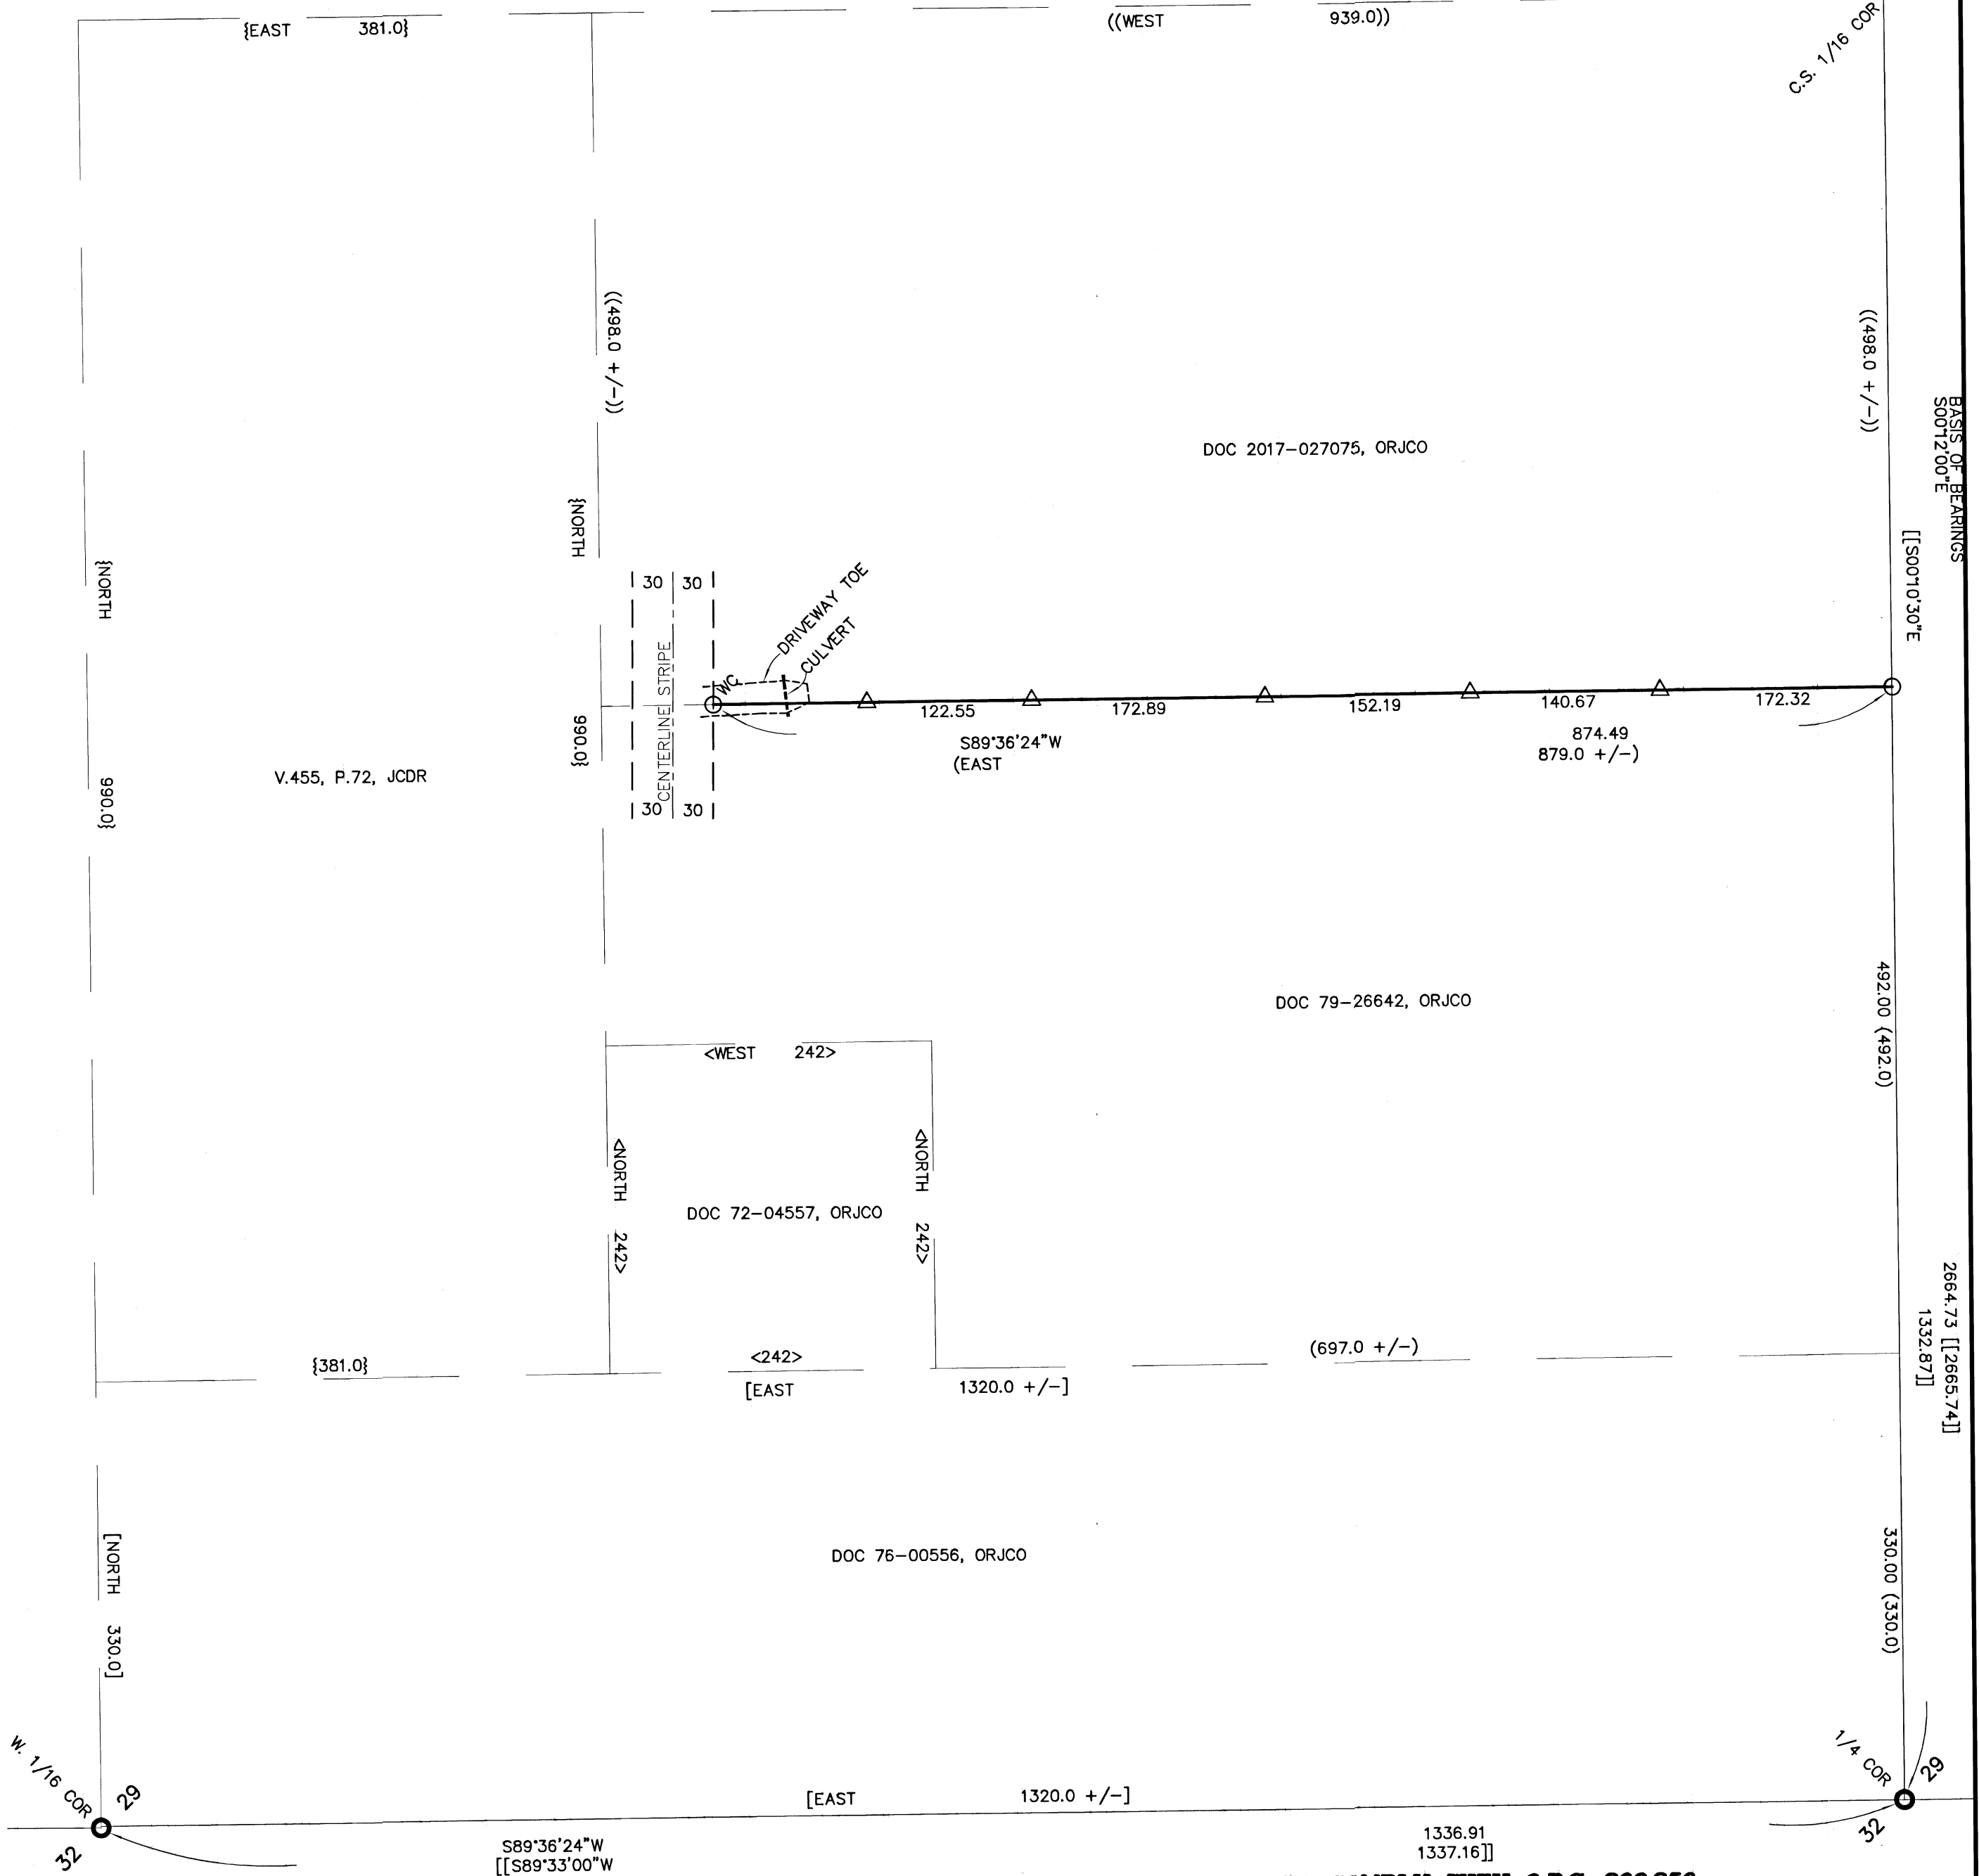 {EAST 381.0}
((WEST 939.0))
C.S. 1/16 COR
((498.0 +/-))
((498.0 +/-))
BASIS OF BEARINGS
S00°12'00"E
[[S00°10'30"E
DOC 2017-027075, ORJCO
{NORTH
{NORTH
30 30
DRIVEWAY TOE
CULVERT
WC
CENTERLINE STRIPE
122.55
172.89
152.19
140.67
172.32
S89°36'24"W
(EAST
874.49
879.0 +/-)
990.0}
990.0}
V.455, P.72, JCDR
30 30
492.00 (492.0)
DOC 79-26642, ORJCO
<WEST 242>
<NORTH 242>
<NORTH 242>
DOC 72-04557, ORJCO
2664.73 [[2665.74]]
1332.87]]
{381.0}
<242>
(697.0 +/-)
[EAST 1320.0 +/-]
[NORTH 330.0]
DOC 76-00556, ORJCO
330.00 (330.0)
W. 1/16 COR
29
32
[EAST 1320.0 +/-]
1/4 COR
29
32
S89°36'24"W
[[S89°33'00"W
1336.91
1337.16]]